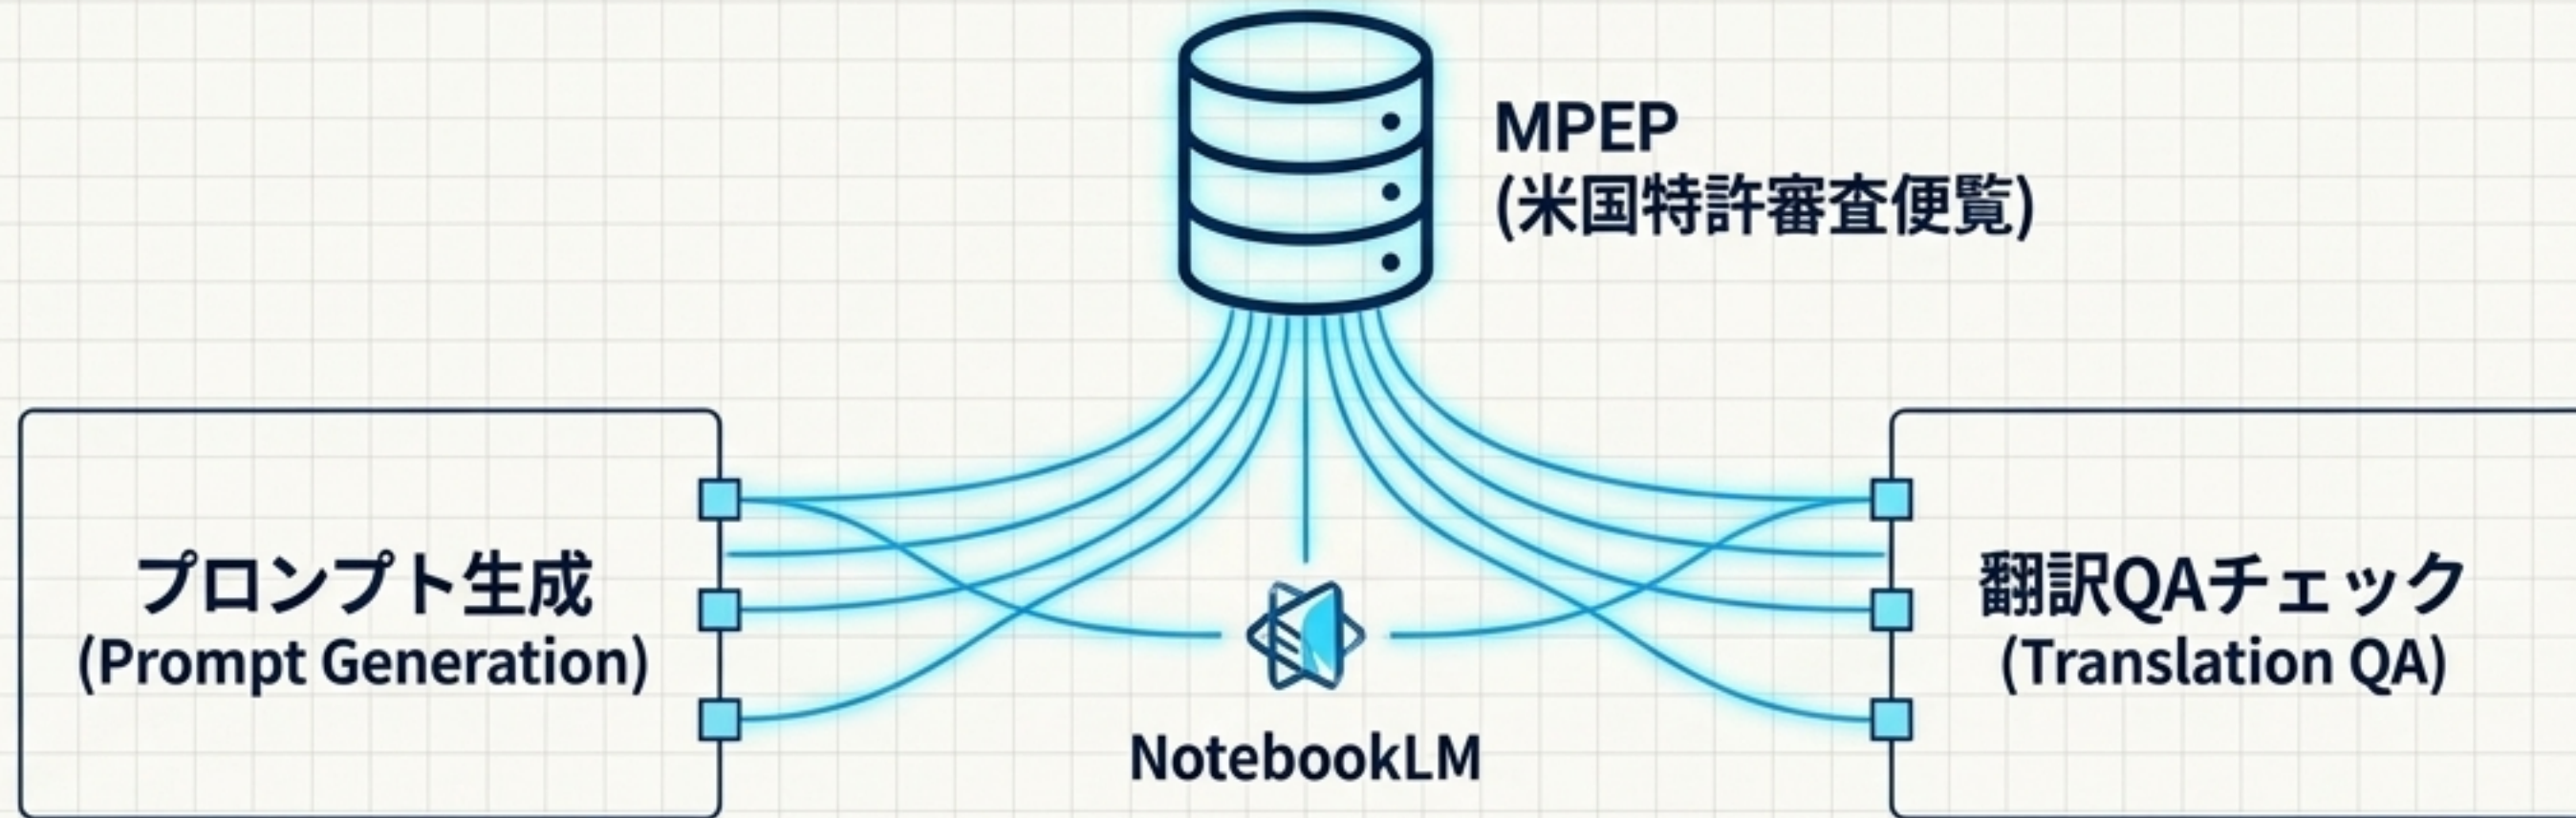 MPEP
(米国特許審査便覧)
プロンプト生成
(Prompt Generation)
NotebookLM
翻訳QAチェック
(Translation QA)